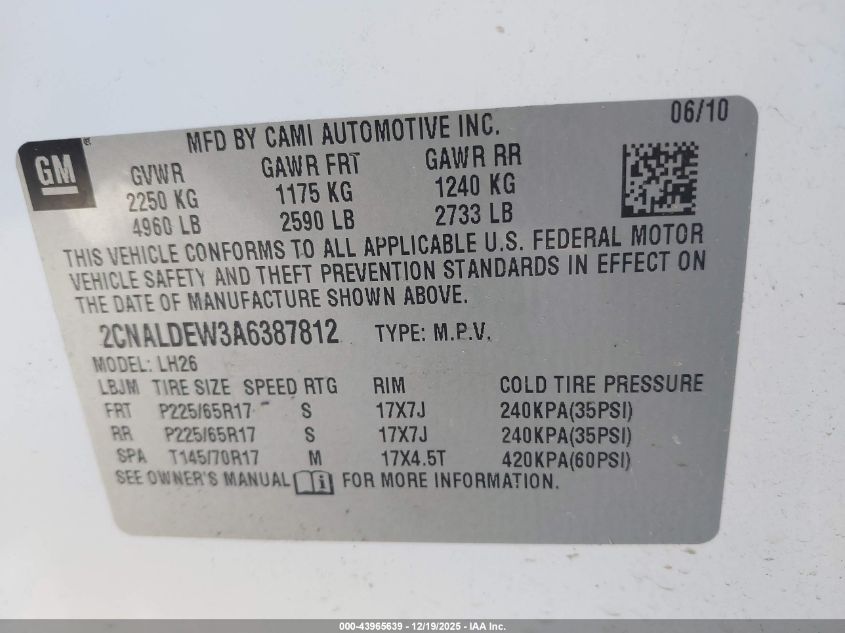 06/10
MFD BY CAMI AUTOMOTIVE INC.
GM
GVWR GAWR FRT GAWR RR
2250 KG 1175 KG 1240 KG
4960 LB 2590 LB 2733 LB
THIS VEHICLE CONFORMS TO ALL APPLICABLE U.S. FEDERAL MOTOR
VEHICLE SAFETY AND THEFT PREVENTION STANDARDS IN EFFECT ON
THE DATE OF MANUFACTURE SHOWN ABOVE.
2CNALDEW3A6387812 TYPE: M.P.V.
MODEL: LH26
LBJM TIRE SIZE SPEED RTG RIM COLD TIRE PRESSURE
FRT P225/65R17 S 17X7J 240KPA(35PSI)
RR P225/65R17 S 17X7J 240KPA(35PSI)
SPA T145/70R17 M 17X4.5T 420KPA(60PSI)
SEE OWNER'S MANUAL FOR MORE INFORMATION.
000-43965639 - 12/19/2025 - IAA Inc.